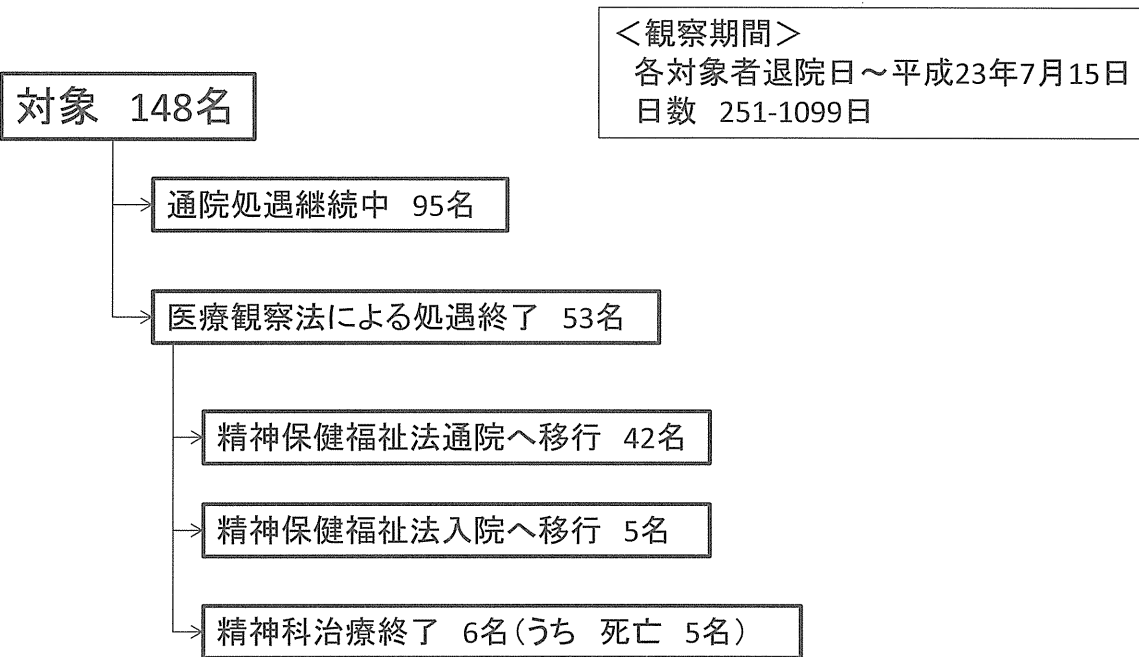 ＜観察期間＞
各対象者退院日～平成23年7月15日
日数 251-1099日
対象 148名
通院処遇継続中 95名
医療観察法による処遇終了 53名
精神保健福祉法通院へ移行 42名
精神保健福祉法入院へ移行 5名
精神科治療終了 6名(うち 死亡 5名)